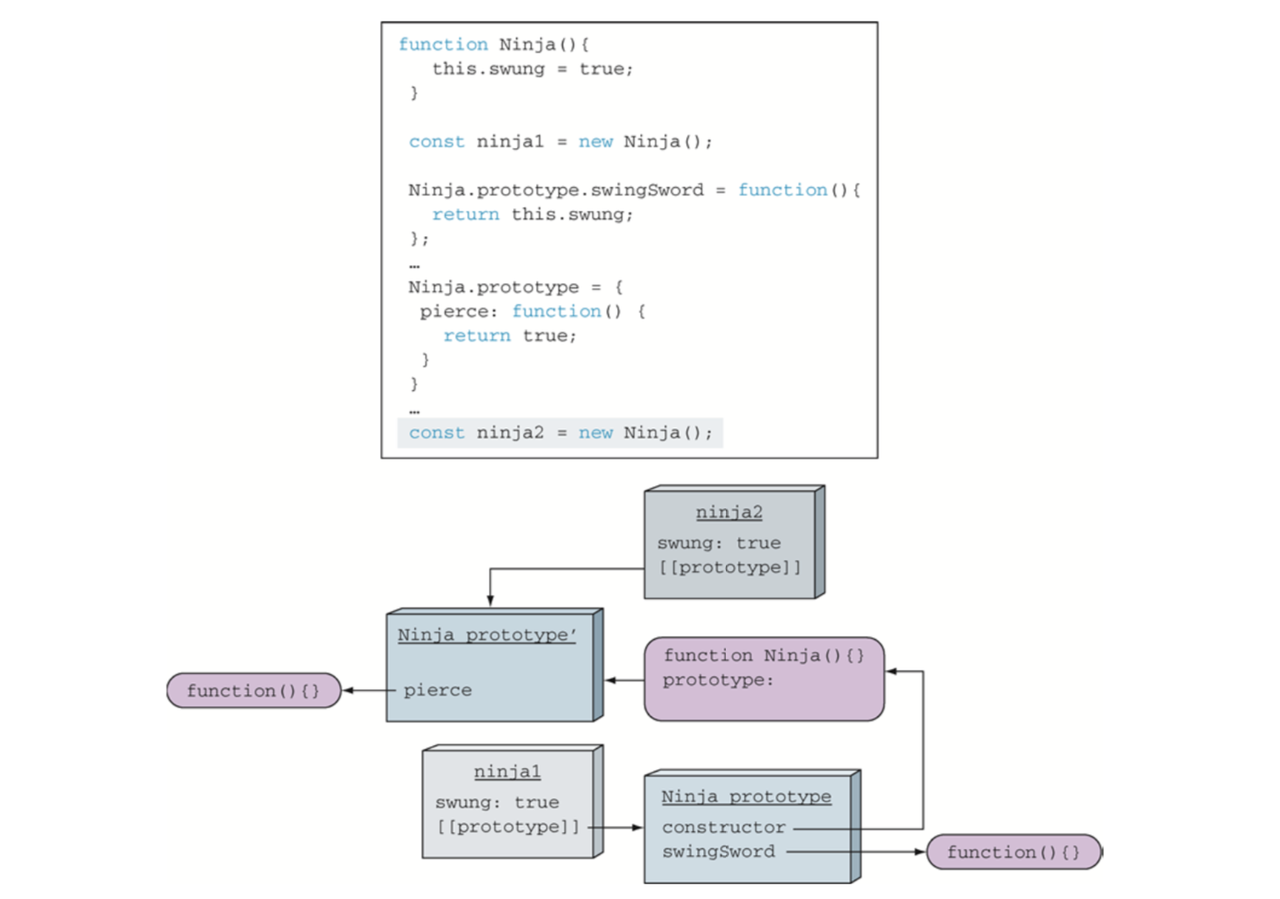 function Ninja(){
this.swung = true;
}
const ninja1 = new Ninja();
Ninja.prototype.swingSword = function(){
return this.swung;
};
…
Ninja.prototype = {
pierce: function() {
return true;
}
}
…
const ninja2 = new Ninja();
ninja2
swung: true
[[prototype]]
Ninja prototype′
pierce
function(){}
function Ninja(){}
prototype:
ninja1
swung: true
[[prototype]]
Ninja prototype
constructor
swingSword
function(){}